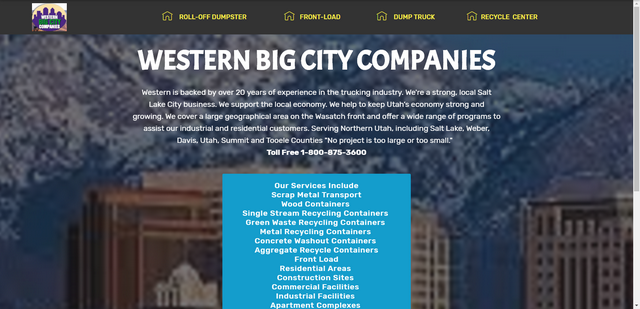 WESTERN
COMPANIES
ROLL-OFF DUMPSTER
FRONT-LOAD
DUMP TRUCK
RECYCLE CENTER
WESTERN BIG CITY COMPANIES
Western is backed by over 20 years of experience in the trucking industry. We're a strong, local Salt
Lake City business. We support the local economy. We help to keep Utah's economy strong and
growing. We cover a large geographical area on the Wasatch front and offer a wide range of programs to
assist our industrial and residential customers. Serving Northern Utah, including Salt Lake, Weber,
Davis, Utah, Summit and Tooele Counties "No project is too large or too small."
Toll Free 1-800-875-3600
Our Services Include
Scrap Metal Transport
Wood Containers
Single Stream Recycling Containers
Green Waste Recycling Containers
Metal Recycling Containers
Concrete Washout Containers
Aggregate Recycle Containers
Front Load
Residential Areas
Construction Sites
Commercial Facilities
Industrial Facilities
Apartment Complexes